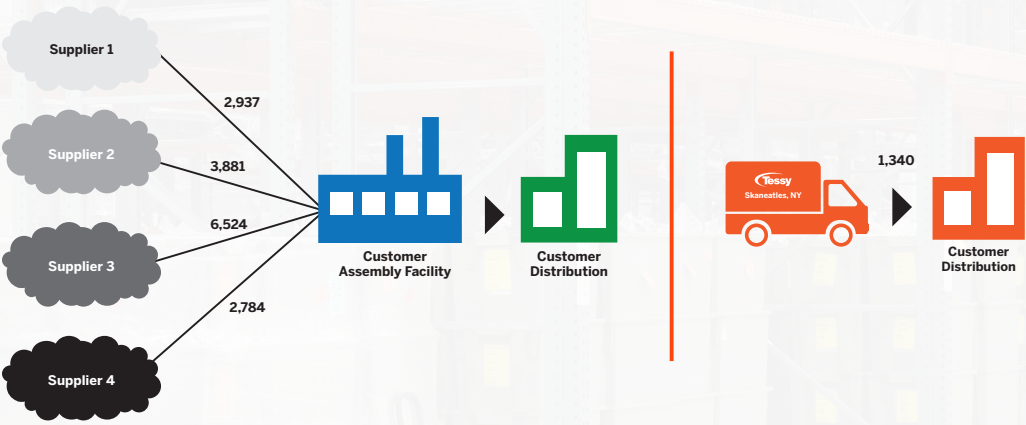 Supplier 1
2,937
Supplier 2
3,881
Supplier 3
6,524
Supplier 4
2,784
Customer
Assembly Facility
Customer
Distribution
Tessy
Skaneatles, NY
1,340
Customer
Distribution